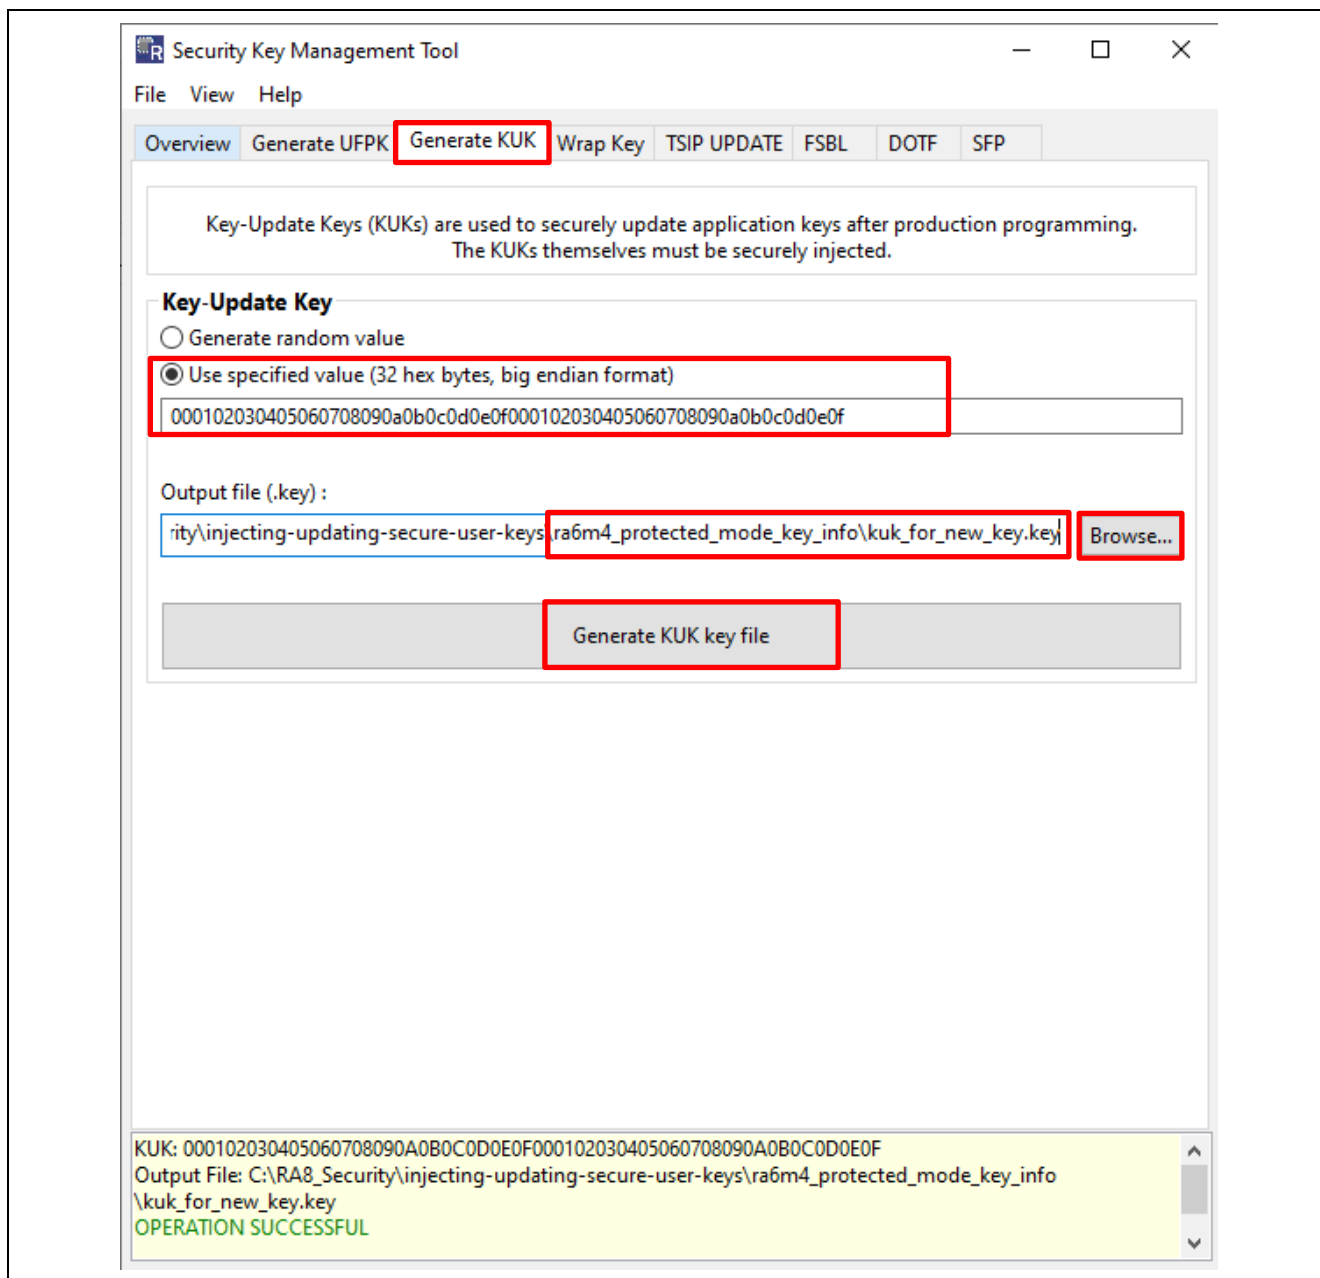 R Security Key Management Tool
File View Help
Overview Generate UFPK Generate KUK Wrap Key TSIP UPDATE FSBL DOTF SFP
Key-Update Keys (KUKs) are used to securely update application keys after production programming.
The KUKs themselves must be securely injected.
Key-Update Key
Generate random value
Use specified value (32 hex bytes, big endian format)
000102030405060708090a0b0c0d0e0f000102030405060708090a0b0c0d0e0f
Output file (.key) :
rity\injecting-updating-secure-user-keys\ra6m4_protected_mode_key_info\kuk_for_new_key.key Browse...
Generate KUK key file
KUK: 000102030405060708090A0B0C0D0E0F000102030405060708090A0B0C0D0E0F
Output File: C:\RA8_Security\injecting-updating-secure-user-keys\ra6m4_protected_mode_key_info
\kuk_for_new_key.key
OPERATION SUCCESSFUL